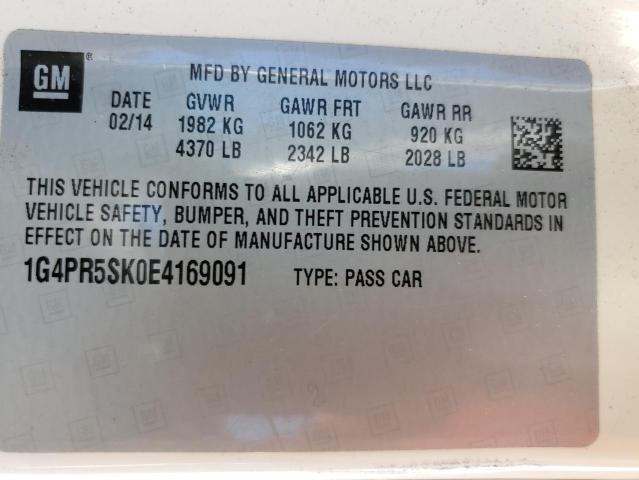 GM ® MFD BY GENERAL MOTORS LLC
DATE GVWR GAWR FRT GAWR RR
02/14 1982 KG 1062 KG 920 KG
4370 LB 2342 LB 2028 LB
THIS VEHICLE CONFORMS TO ALL APPLICABLE U.S. FEDERAL MOTOR
VEHICLE SAFETY, BUMPER, AND THEFT PREVENTION STANDARDS IN
EFFECT ON THE DATE OF MANUFACTURE SHOWN ABOVE.
1G4PR5SK0E4169091 TYPE: PASS CAR